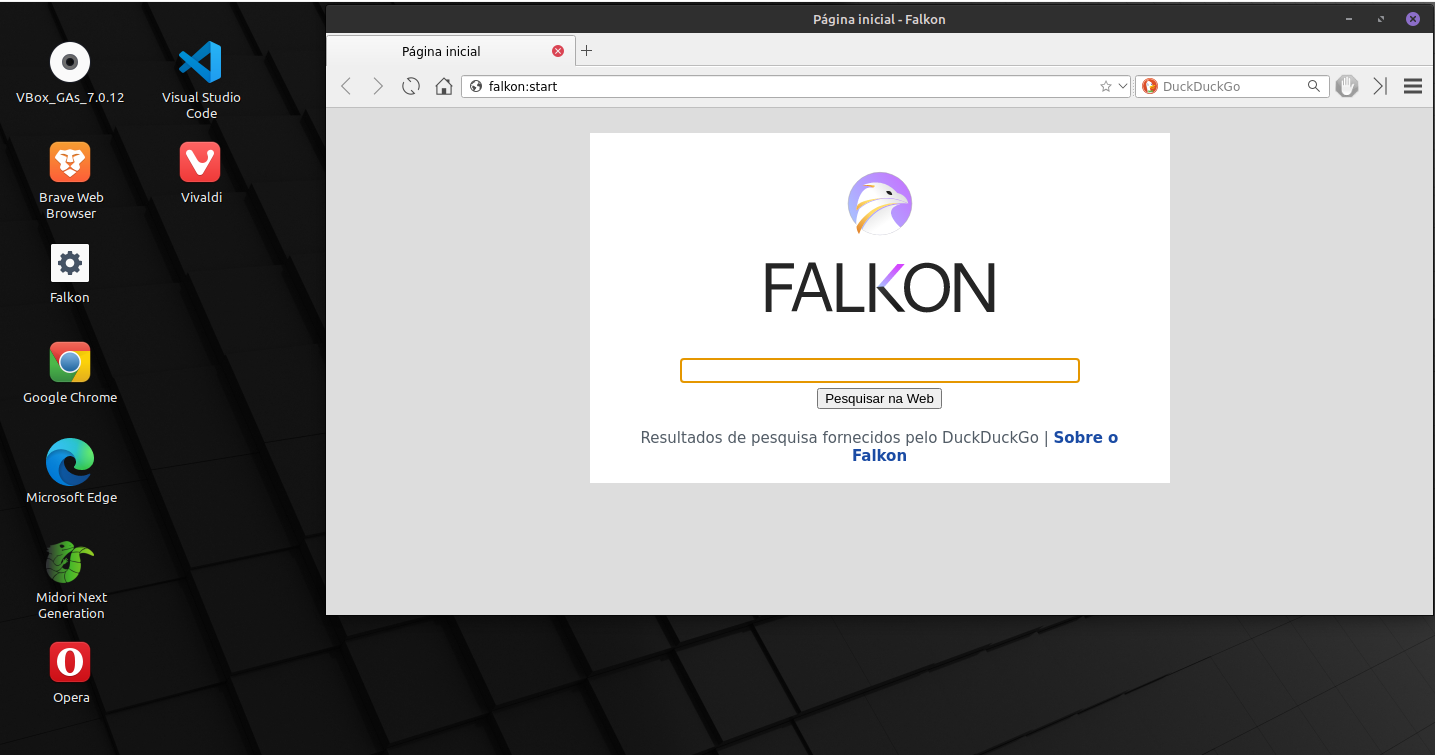 Página inicial - Falkon
Página inicial
falkon:start
DuckDuckGo
FALKON
Pesquisar na Web
Resultados de pesquisa fornecidos pelo DuckDuckGo | Sobre o
Falkon
VBox_GAs_7.0.12
Visual Studio
Code
Brave Web
Browser
Vivaldi
Falkon
Google Chrome
Microsoft Edge
Midori Next
Generation
Opera